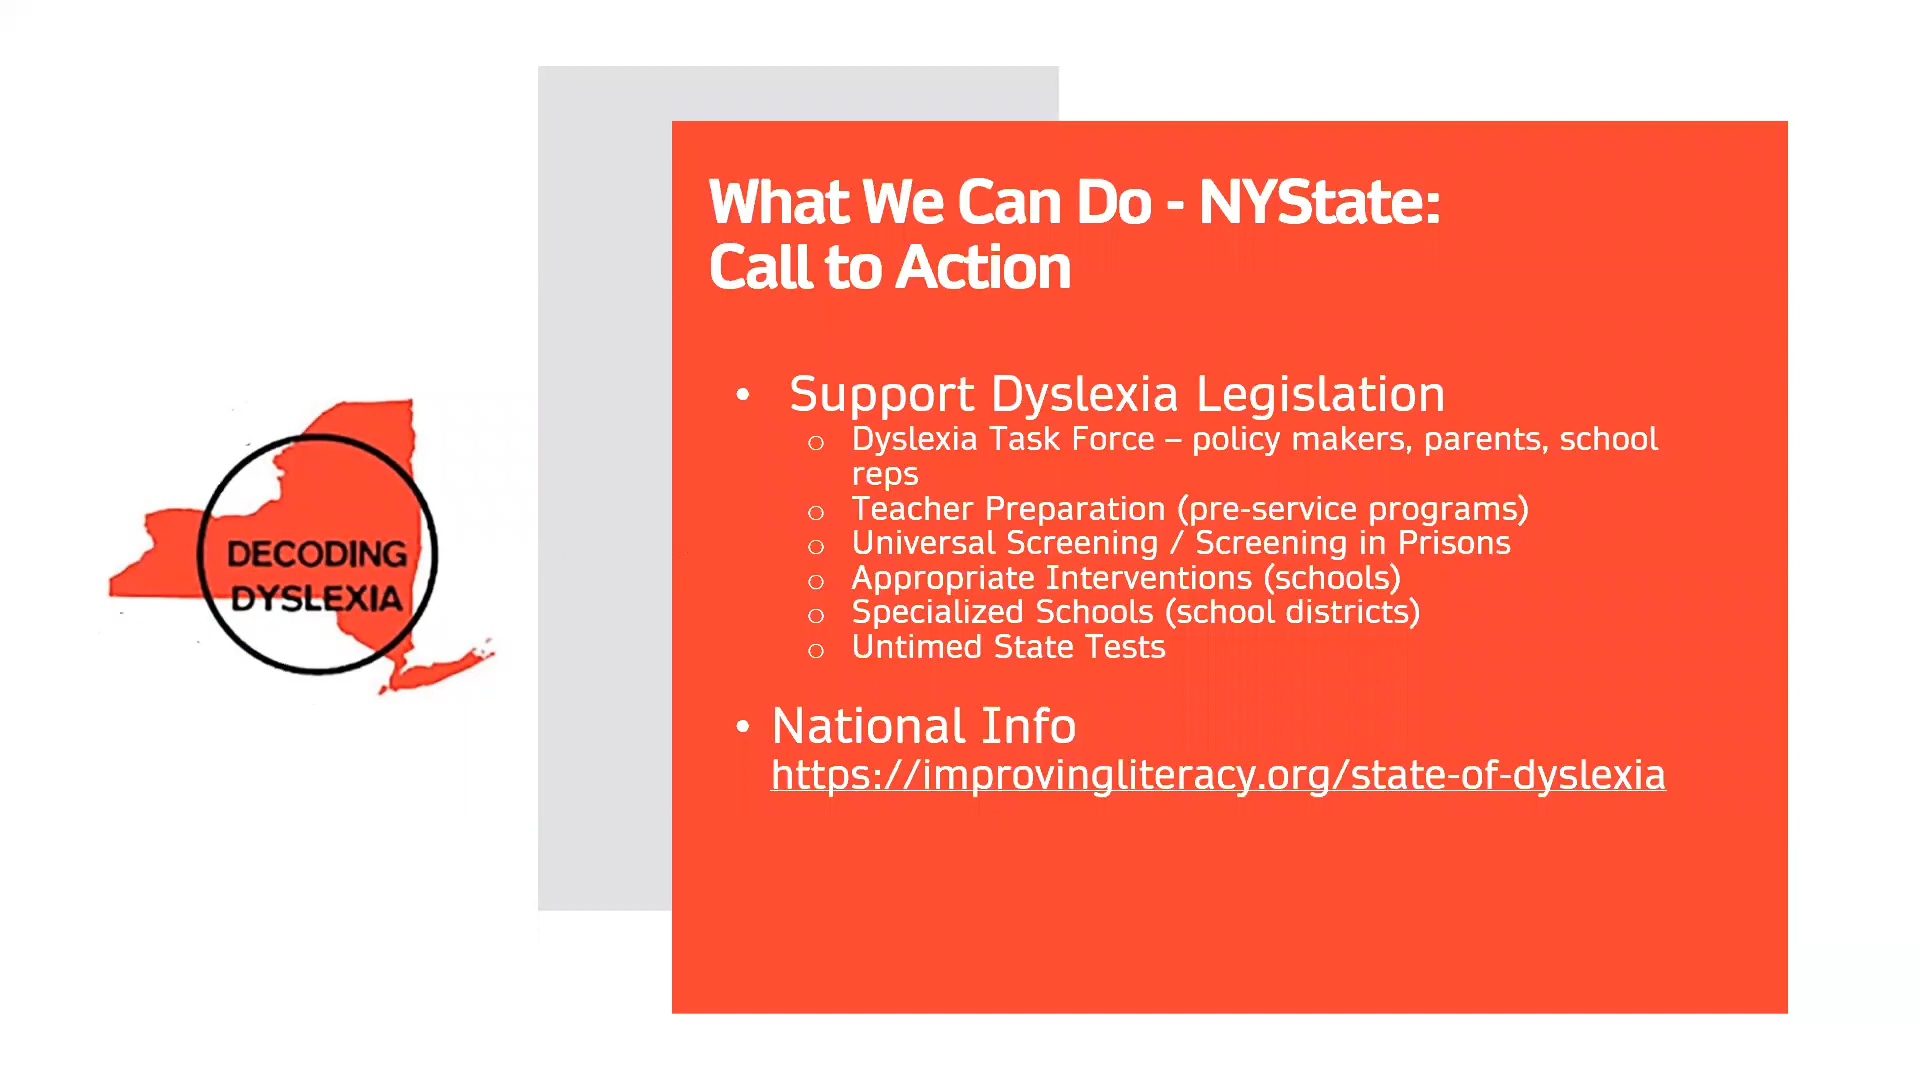 What We Can Do - NYState:
Call to Action
• Support Dyslexia Legislation
o Dyslexia Task Force – policy makers, parents, school
reps
o Teacher Preparation (pre-service programs)
o Universal Screening / Screening in Prisons
o Appropriate Interventions (schools)
o Specialized Schools (school districts)
o Untimed State Tests
• National Info
https://improvingliteracy.org/state-of-dyslexia
DECODING
DYSLEXIA